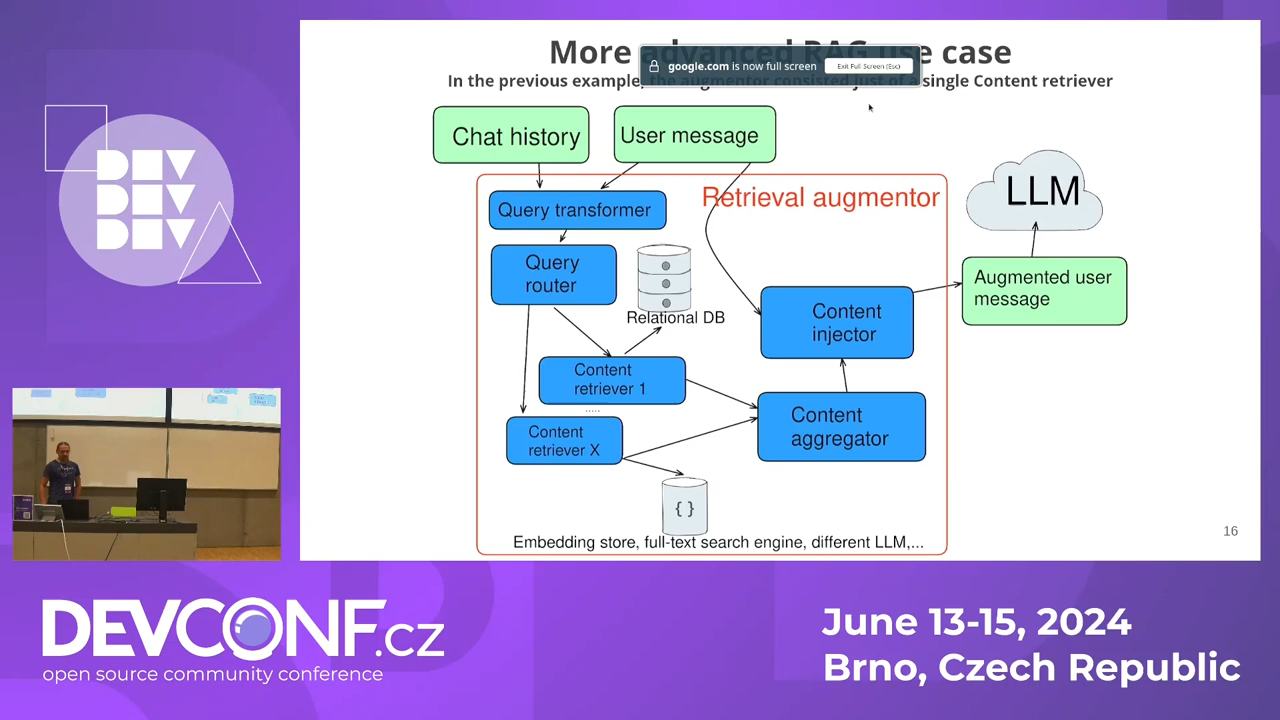 More advanced RAG use case
google.com is now full screen
Exit Full Screen (Esc)
In the previous example, the augmentor consisted just of a single Content retriever
Chat history
User message
Retrieval augmentor
LLM
Query transformer
Query
router
Relational DB
Augmented user
message
Content
injector
Content
retriever 1
.....
Content
retriever X
Content
aggregator
{ }
Embedding store, full-text search engine, different LLM,...
16
DEV
DEV
DEV
DEVCONF.cz
open source community conference
June 13-15, 2024
Brno, Czech Republic